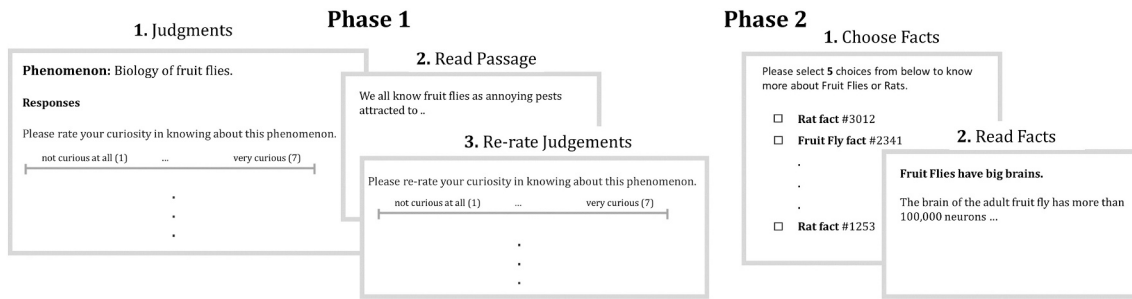 Phase 1
1. Judgments
Phenomenon: Biology of fruit flies.
Responses
Please rate your curiosity in knowing about this phenomenon.
not curious at all (1) ... very curious (7)
.
.
.
2. Read Passage
We all know fruit flies as annoying pests
attracted to ..
3. Re-rate Judgements
Please re-rate your curiosity in knowing about this phenomenon.
not curious at all (1) ... very curious (7)
.
.
.
Phase 2
1. Choose Facts
Please select 5 choices from below to know
more about Fruit Flies or Rats.
Rat fact #3012
Fruit Fly fact #2341
.
.
.
Rat fact #1253
2. Read Facts
Fruit Flies have big brains.
The brain of the adult fruit fly has more than
100,000 neurons ...